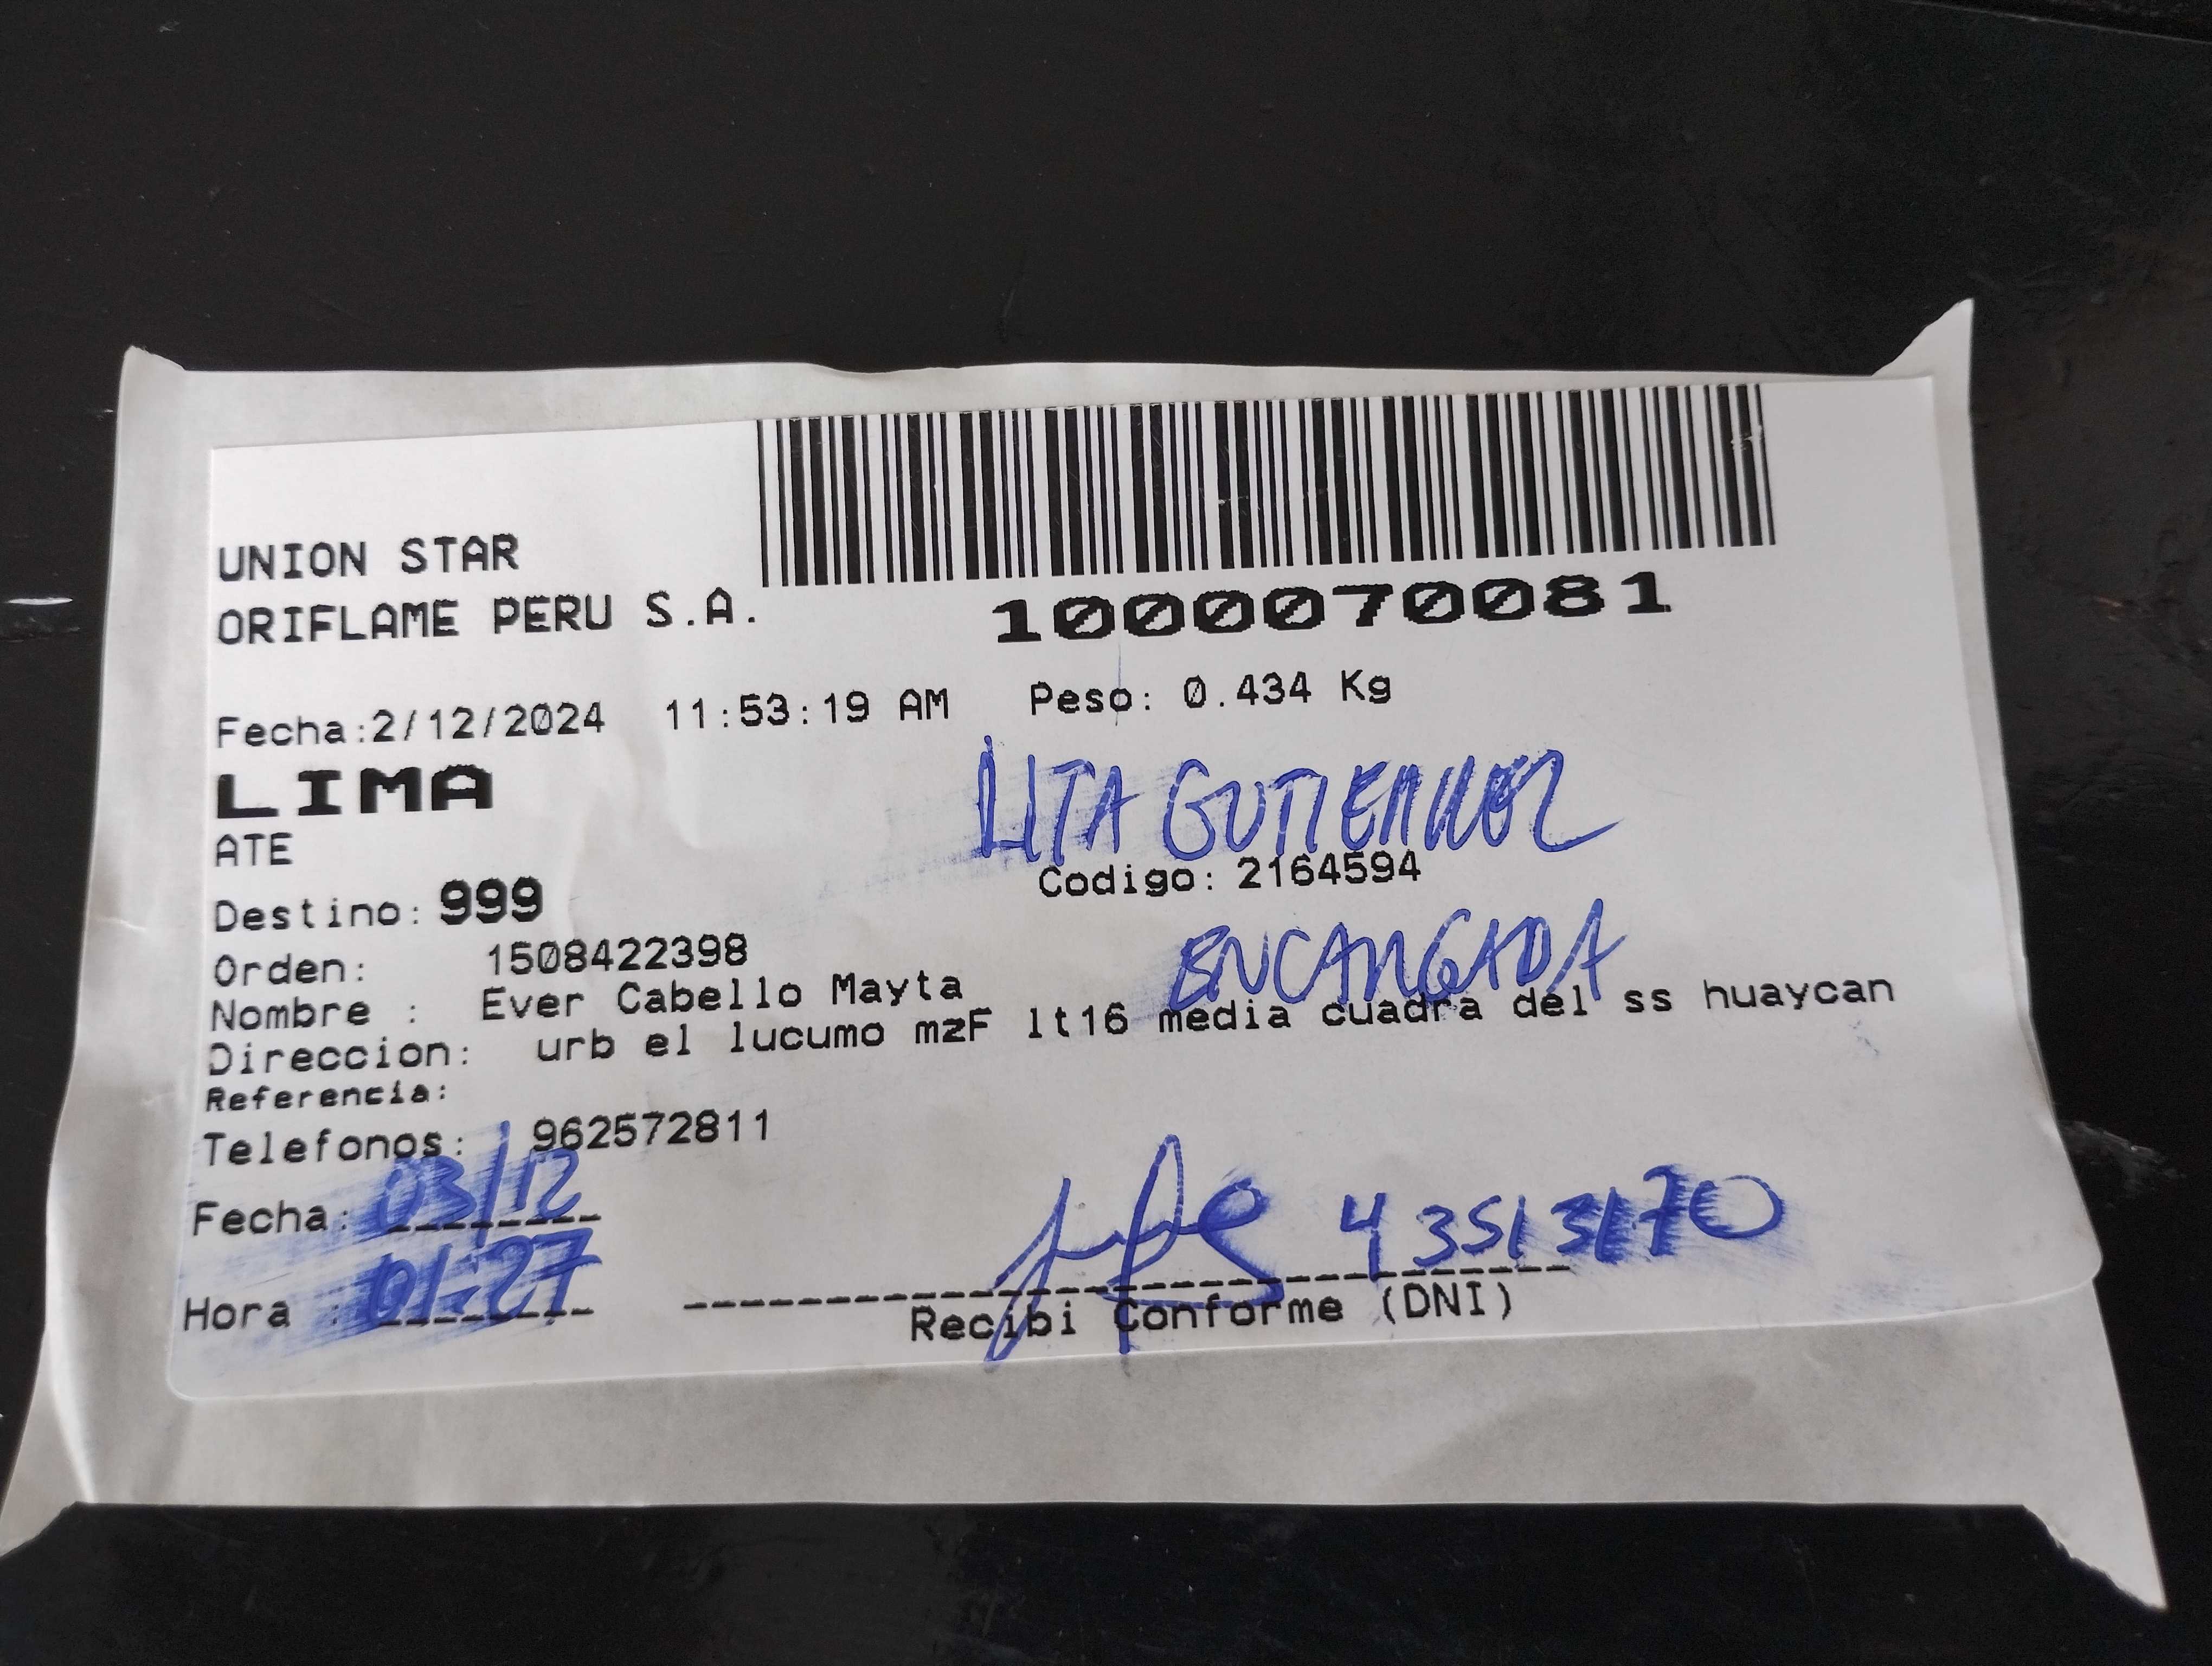 UNION STAR
ORIFLAME PERU S.A.
1000070081
Fecha:2/12/2024 11:53:19 AM Peso: 0.434 Kg
LIMA
LITA GUTIERREZ
ATE
Codigo: 2164594
Destino: 999
ENCARGADA
Orden: 1508422398
Nombre : Ever Cabello Mayta
Direccion: urb el lucumo mzF lt16 media cuadra del ss huaycan
Referencia:
Telefonos: 962572811
Fecha: 03/12
Hora : 01:27
Recibi Conforme (DNI)